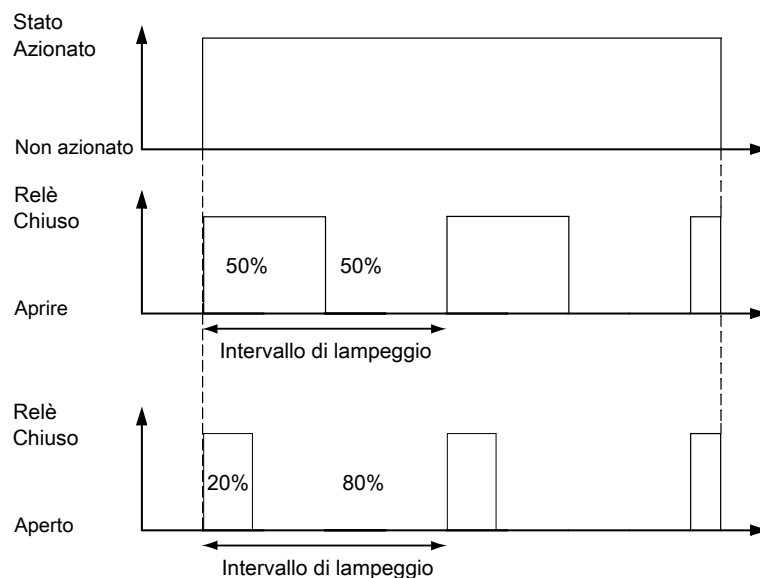 Stato
Azionato
Non azionato
Relè
Chiuso
50%
50%
Aprire
Intervallo di lampeggio
Relè
Chiuso
20%
80%
Aperto
Intervallo di lampeggio